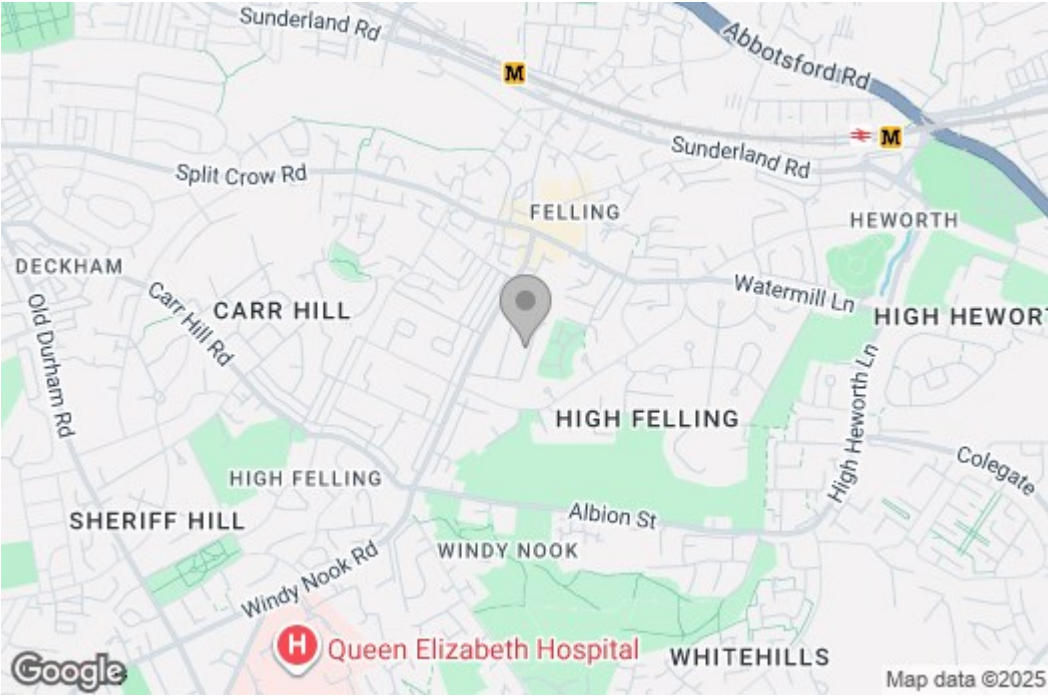 Sunderland Rd
Abbotsford Rd
M
M
Sunderland Rd
Split Crow Rd
FELLING
HEWORTH
DECKHAM
Watermill Ln
CARR HILL
HIGH HEWORT
Carr Hill Rd
Old Durham Rd
High Heworth Ln
HIGH FELLING
HIGH FELLING
Colegate
SHERIFF HILL
Albion St
WINDY NOOK
Windy Nook Rd
H Queen Elizabeth Hospital
WHITEHILLS
Google
Map data ©2025